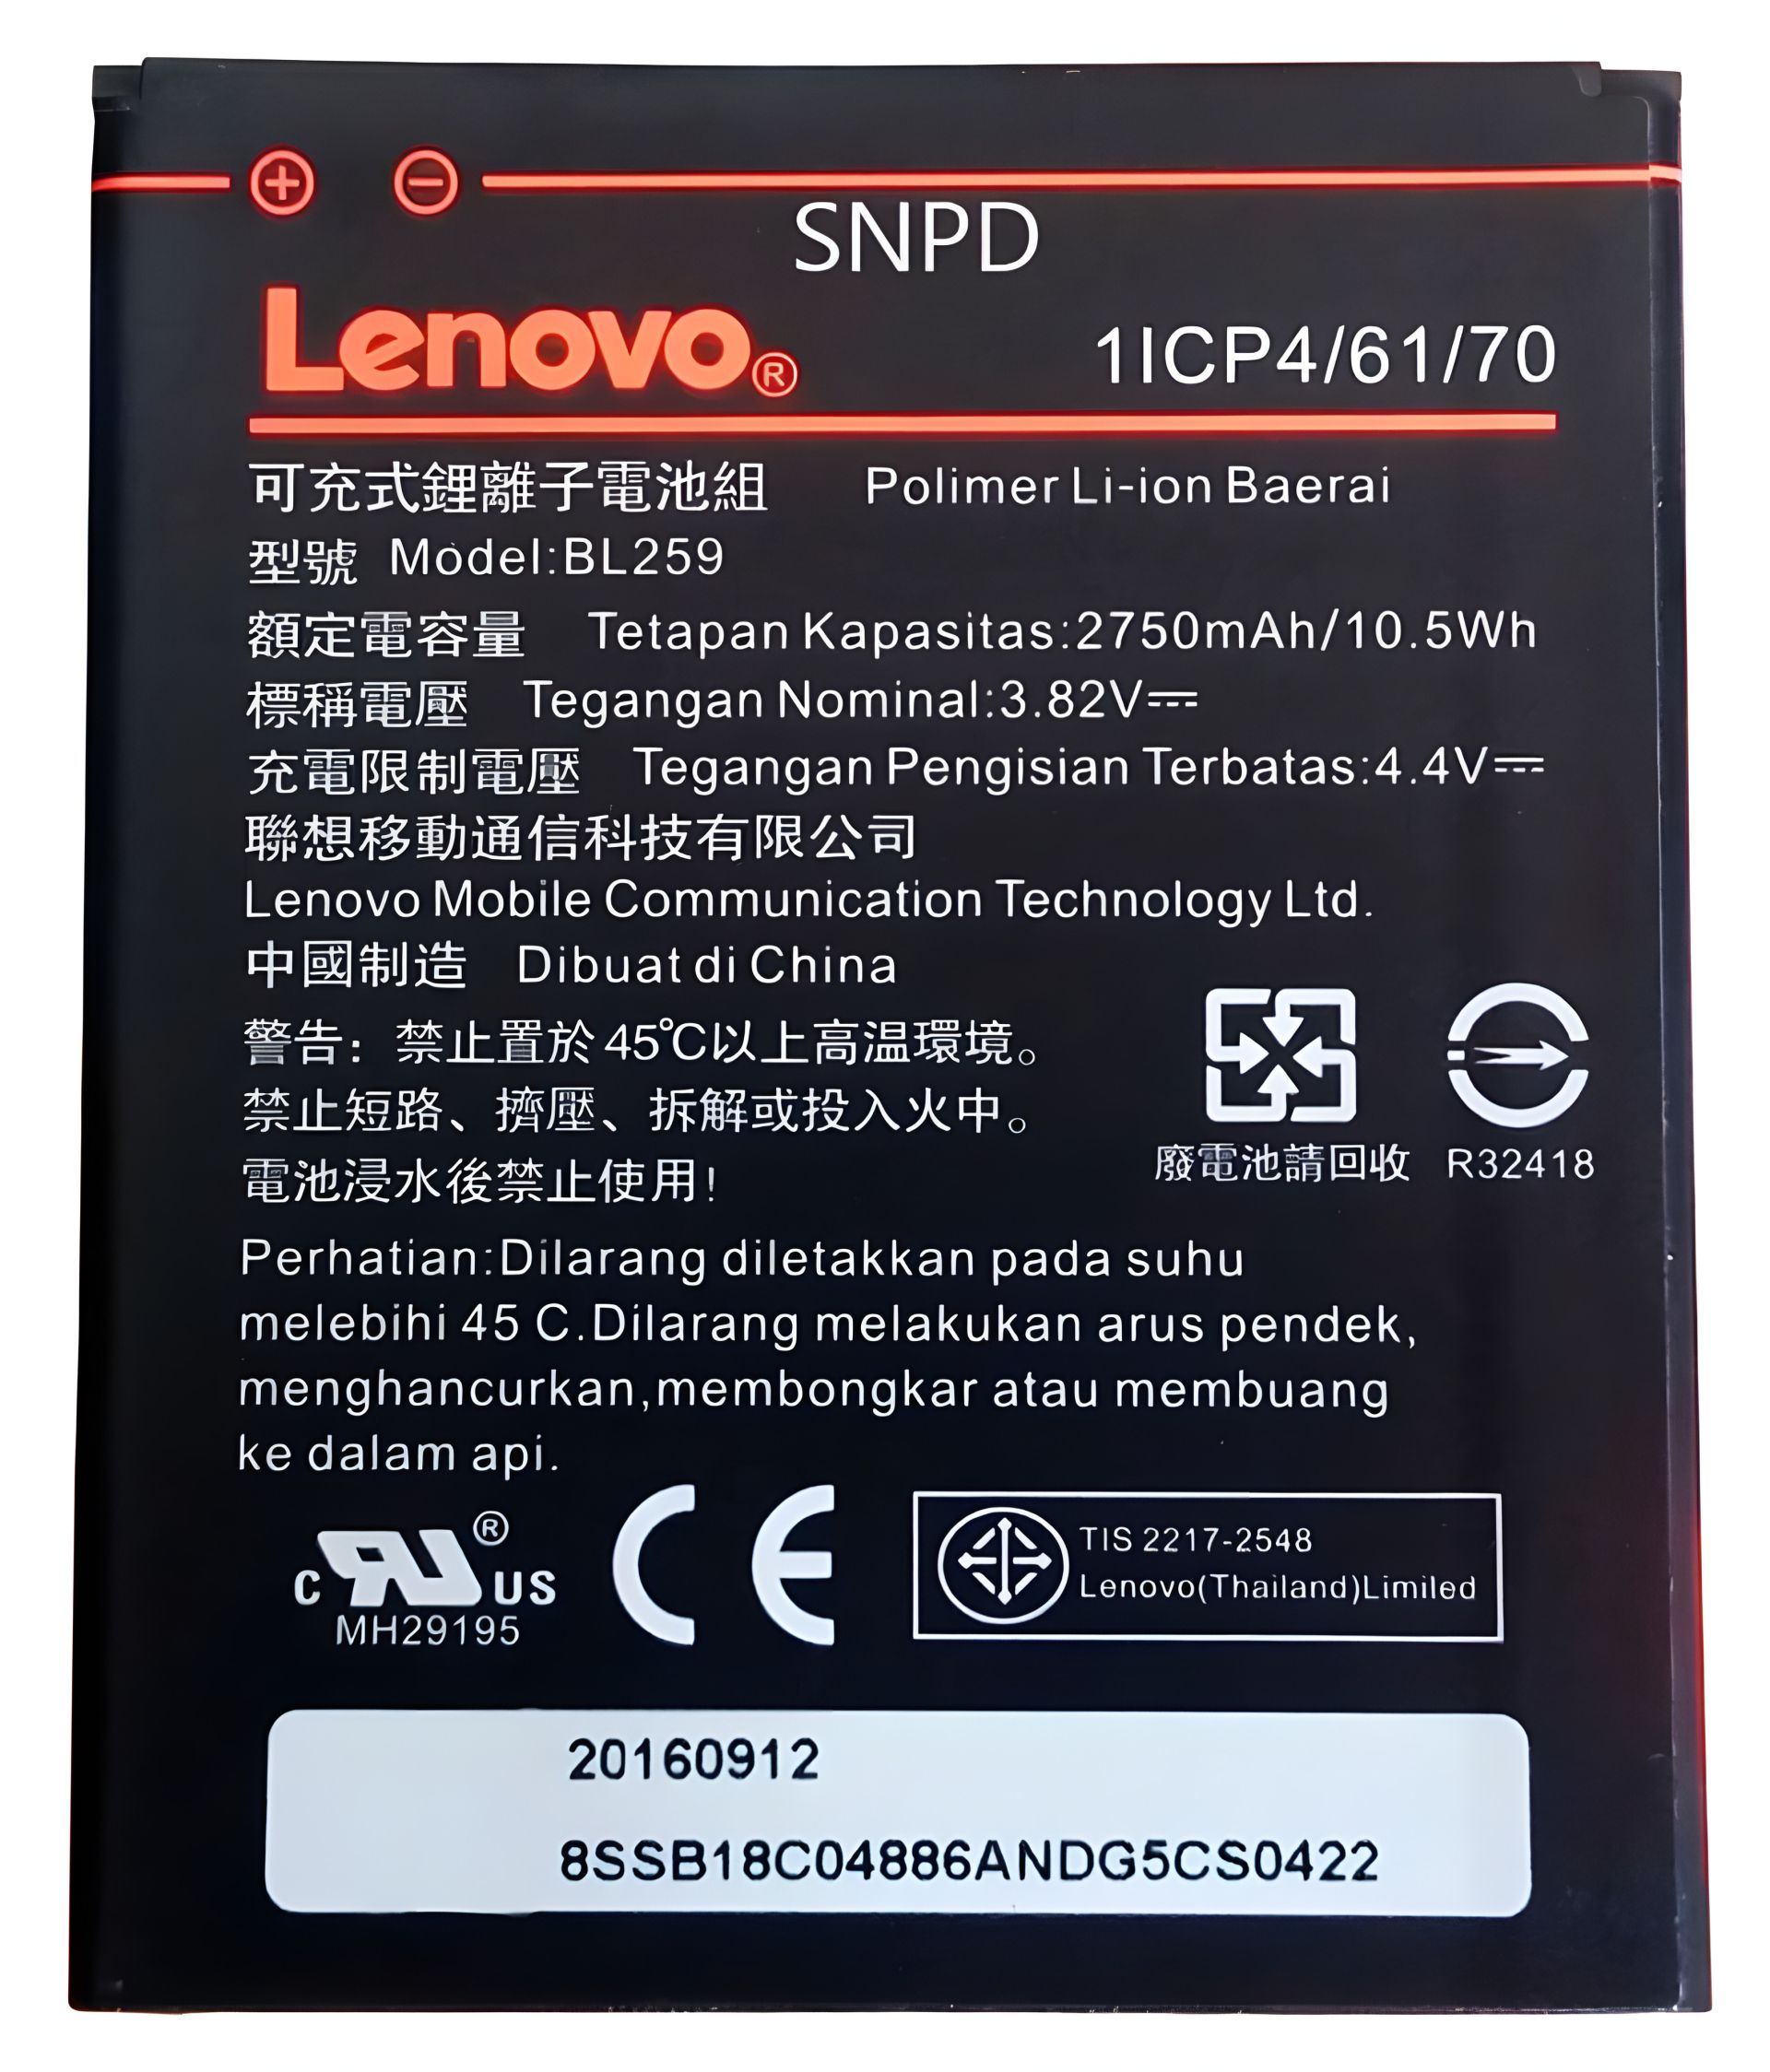 SNPD
Lenovo®
1ICP4/61/70
可充式鋰離子電池組 Polimer Li-ion Baerai
型號 Model:BL259
額定電容量 Tetapan Kapasitas:2750mAh/10.5Wh
標稱電壓 Tegangan Nominal:3.82V⎓
充電限制電壓 Tegangan Pengisian Terbatas:4.4V⎓
聯想移動通信科技有限公司
Lenovo Mobile Communication Technology Ltd.
中國制造 Dibuat di China
警告：禁止置於45℃以上高温環境。
禁止短路、擠壓、拆解或投入火中。
電池浸水後禁止使用!
廢電池請回收 R32418
Perhatian:Dilarang diletakkan pada suhu
melebihi 45 C.Dilarang melakukan arus pendek,
menghancurkan,membongkar atau membuang
ke dalam api.
c RU® US
MH29195
CE
TIS 2217-2548
Lenovo(Thailand)Limiled
20160912
8SSB18C04886ANDG5CS0422